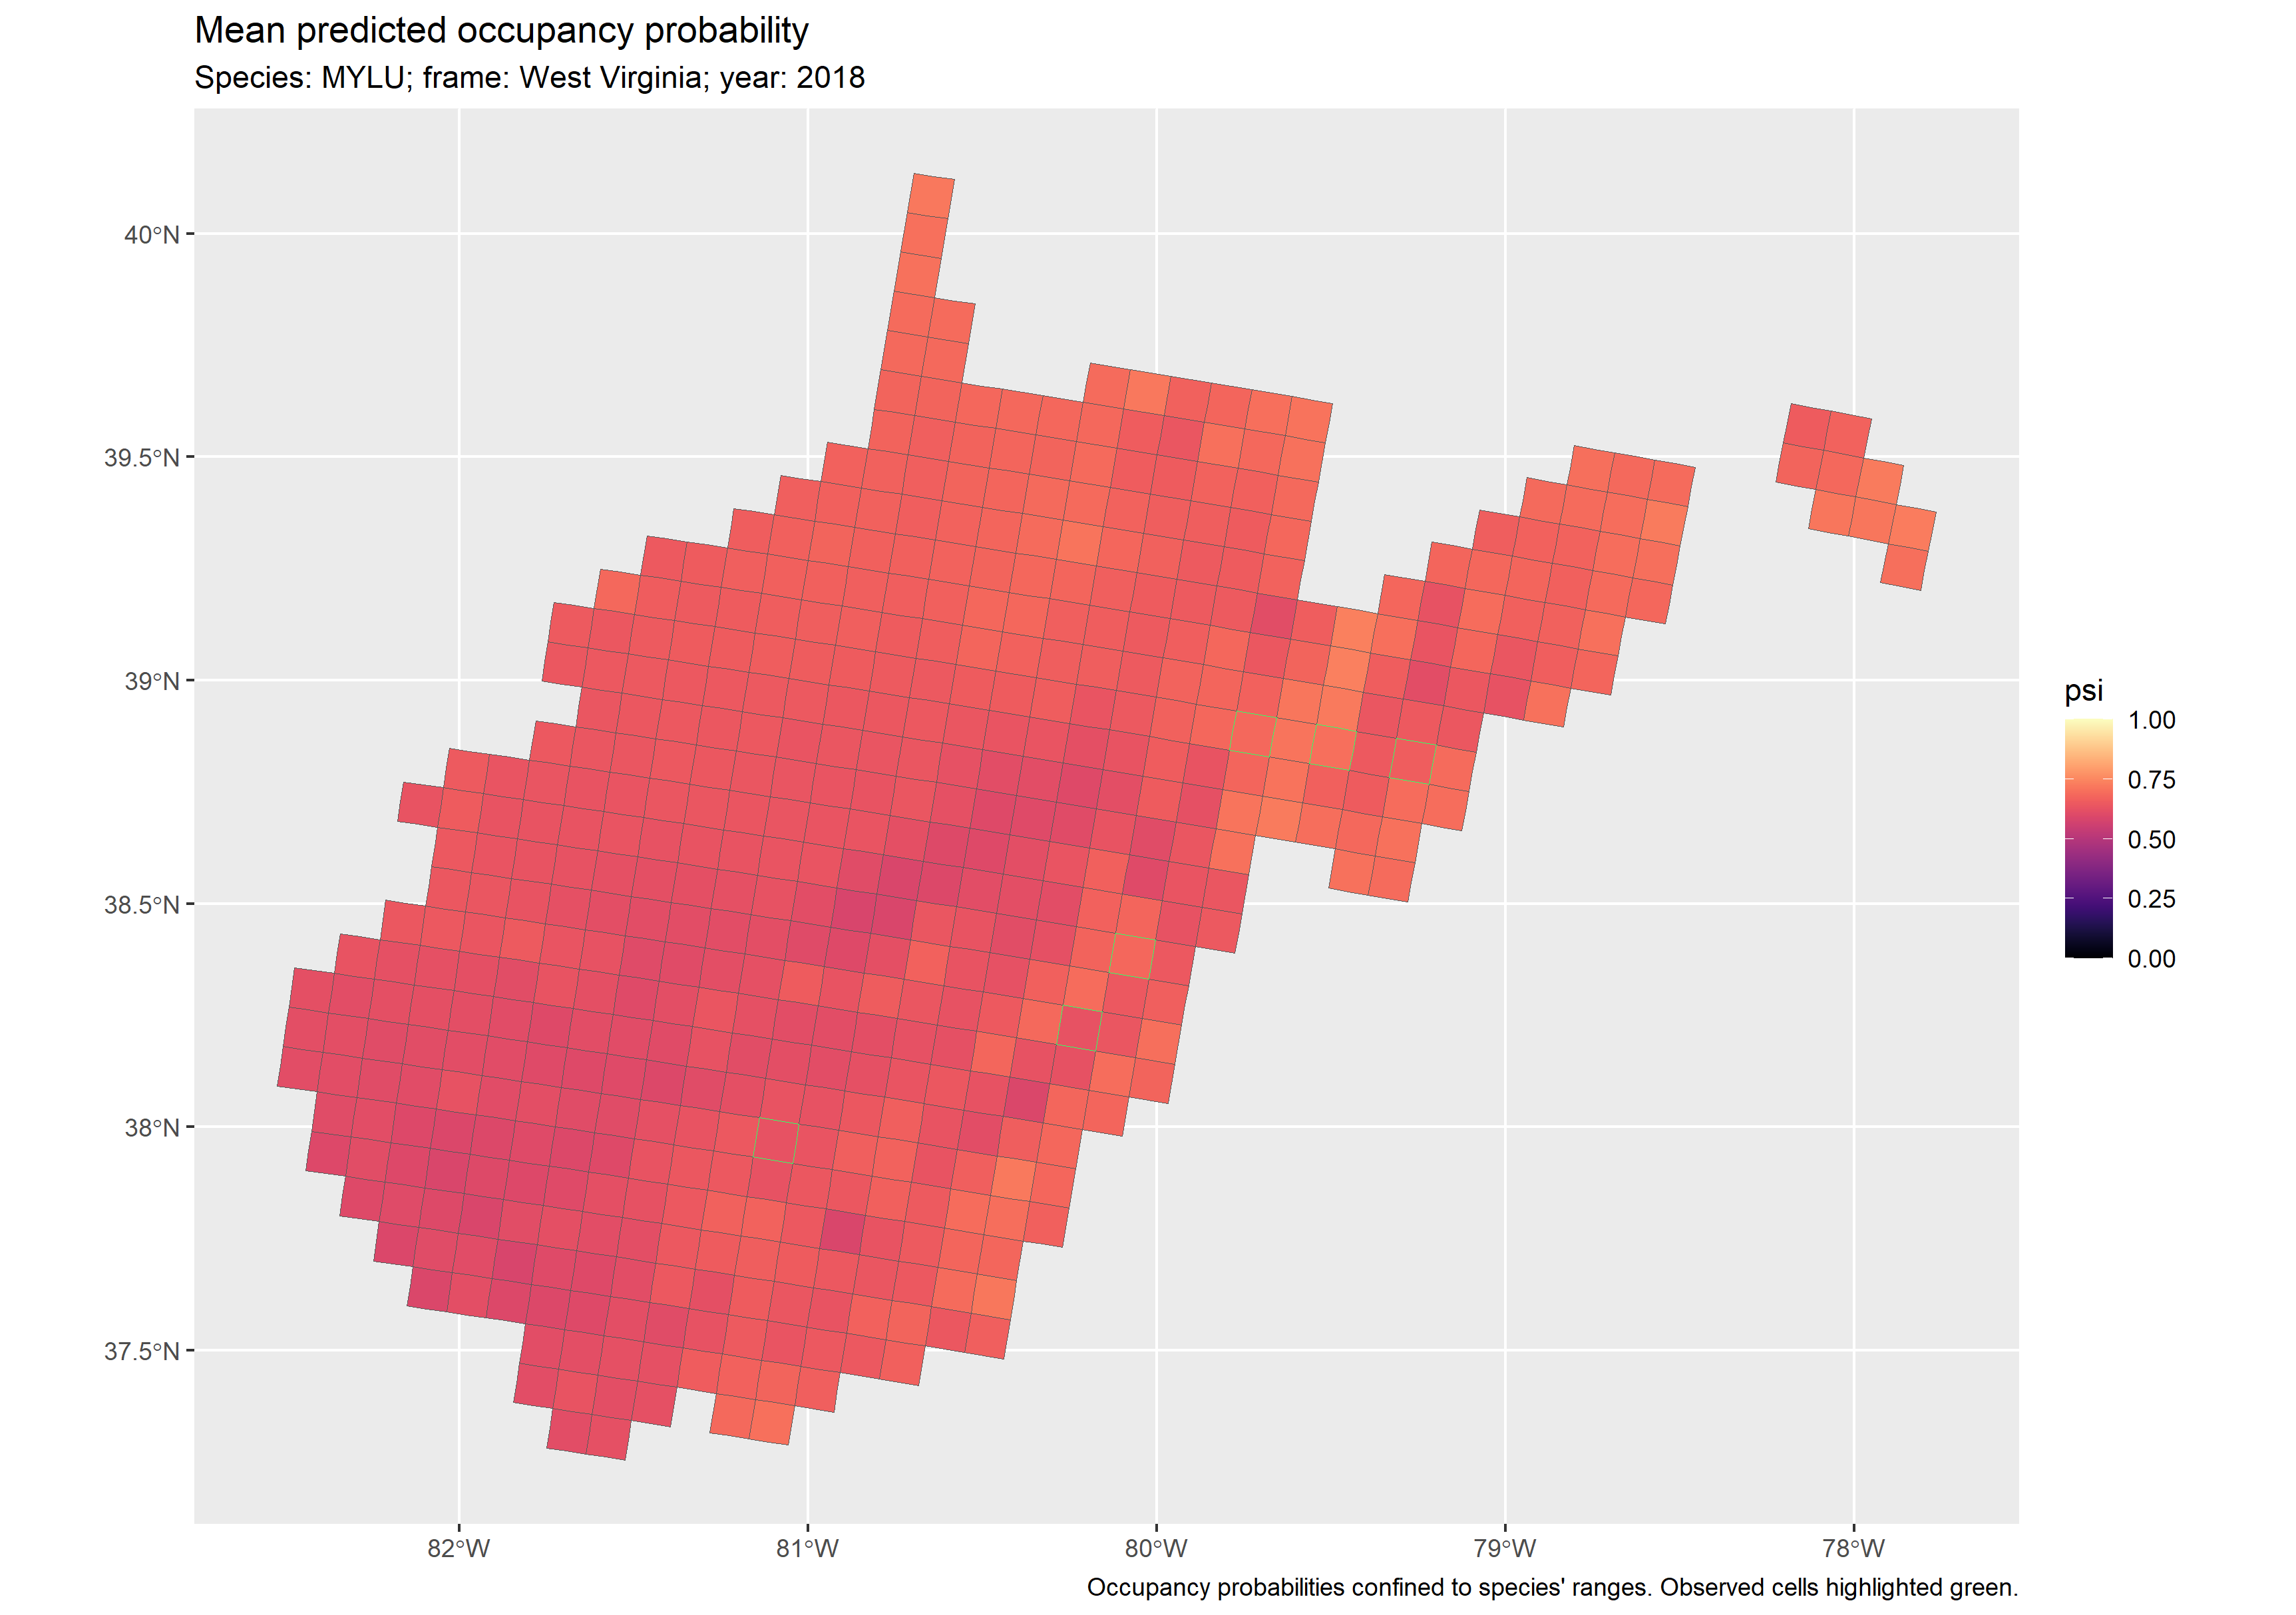 Mean predicted occupancy probability
Species: MYLU; frame: West Virginia; year: 2018
40°N
39.5°N
39°N
38.5°N
38°N
37.5°N
82°W
81°W
80°W
79°W
78°W
psi
1.00
0.75
0.50
0.25
0.00
Occupancy probabilities confined to species' ranges. Observed cells highlighted green.